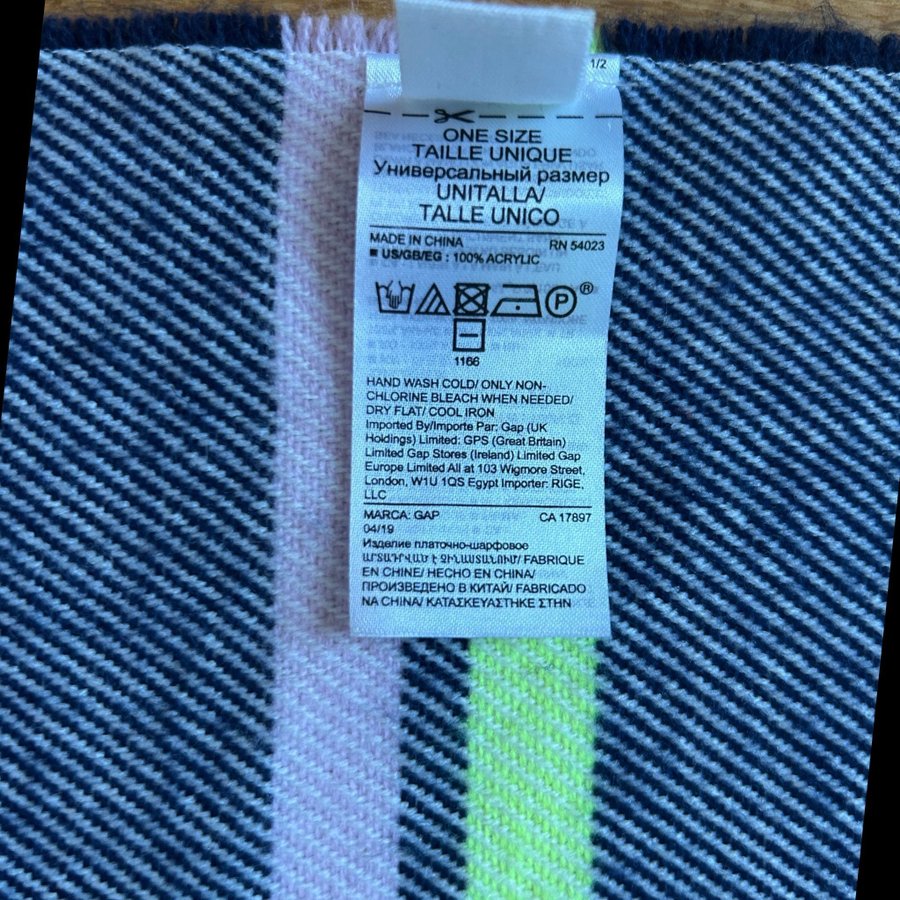 1/2
ONE SIZE
TAILLE UNIQUE
Универсальный размер
UNITALLA/
TALLE UNICO
MADE IN CHINA RN 54023
US/GB/EG : 100% ACRYLIC
P ®
1166
HAND WASH COLD/ ONLY NON-
CHLORINE BLEACH WHEN NEEDED/
DRY FLAT/ COOL IRON
Imported By/Importe Par: Gap (UK
Holdings) Limited: GPS (Great Britain)
Limited Gap Stores (Ireland) Limited Gap
Europe Limited All at 103 Wigmore Street,
London, W1U 1QS Egypt Importer: RIGE,
LLC
MARCA: GAP CA 17897
04/19
Изделие платочно-шарфовое
ԱՐՏԱԴՐՎԱԾ Է ՉԻՆԱՍՏԱՆՈՒՄ/ FABRIQUE
EN CHINE/ HECHO EN CHINA/
ПРОИЗВЕДЕНО В КИТАЙ/ FABRICADO
NA CHINA/ ΚΑΤΑΣΚΕΥΑΣΤΗΚΕ ΣΤΗΝ